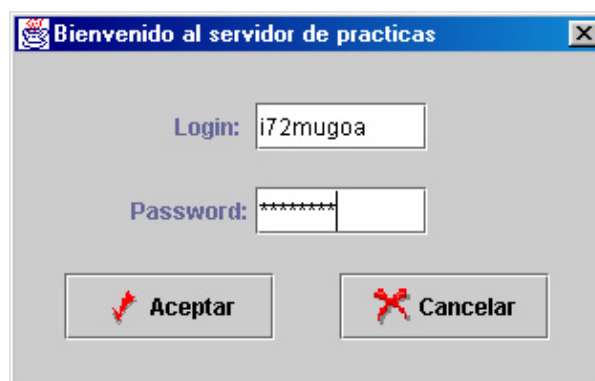 Bienvenido al servidor de practicas
Login: i72mugoa
Password: ********
Aceptar Cancelar